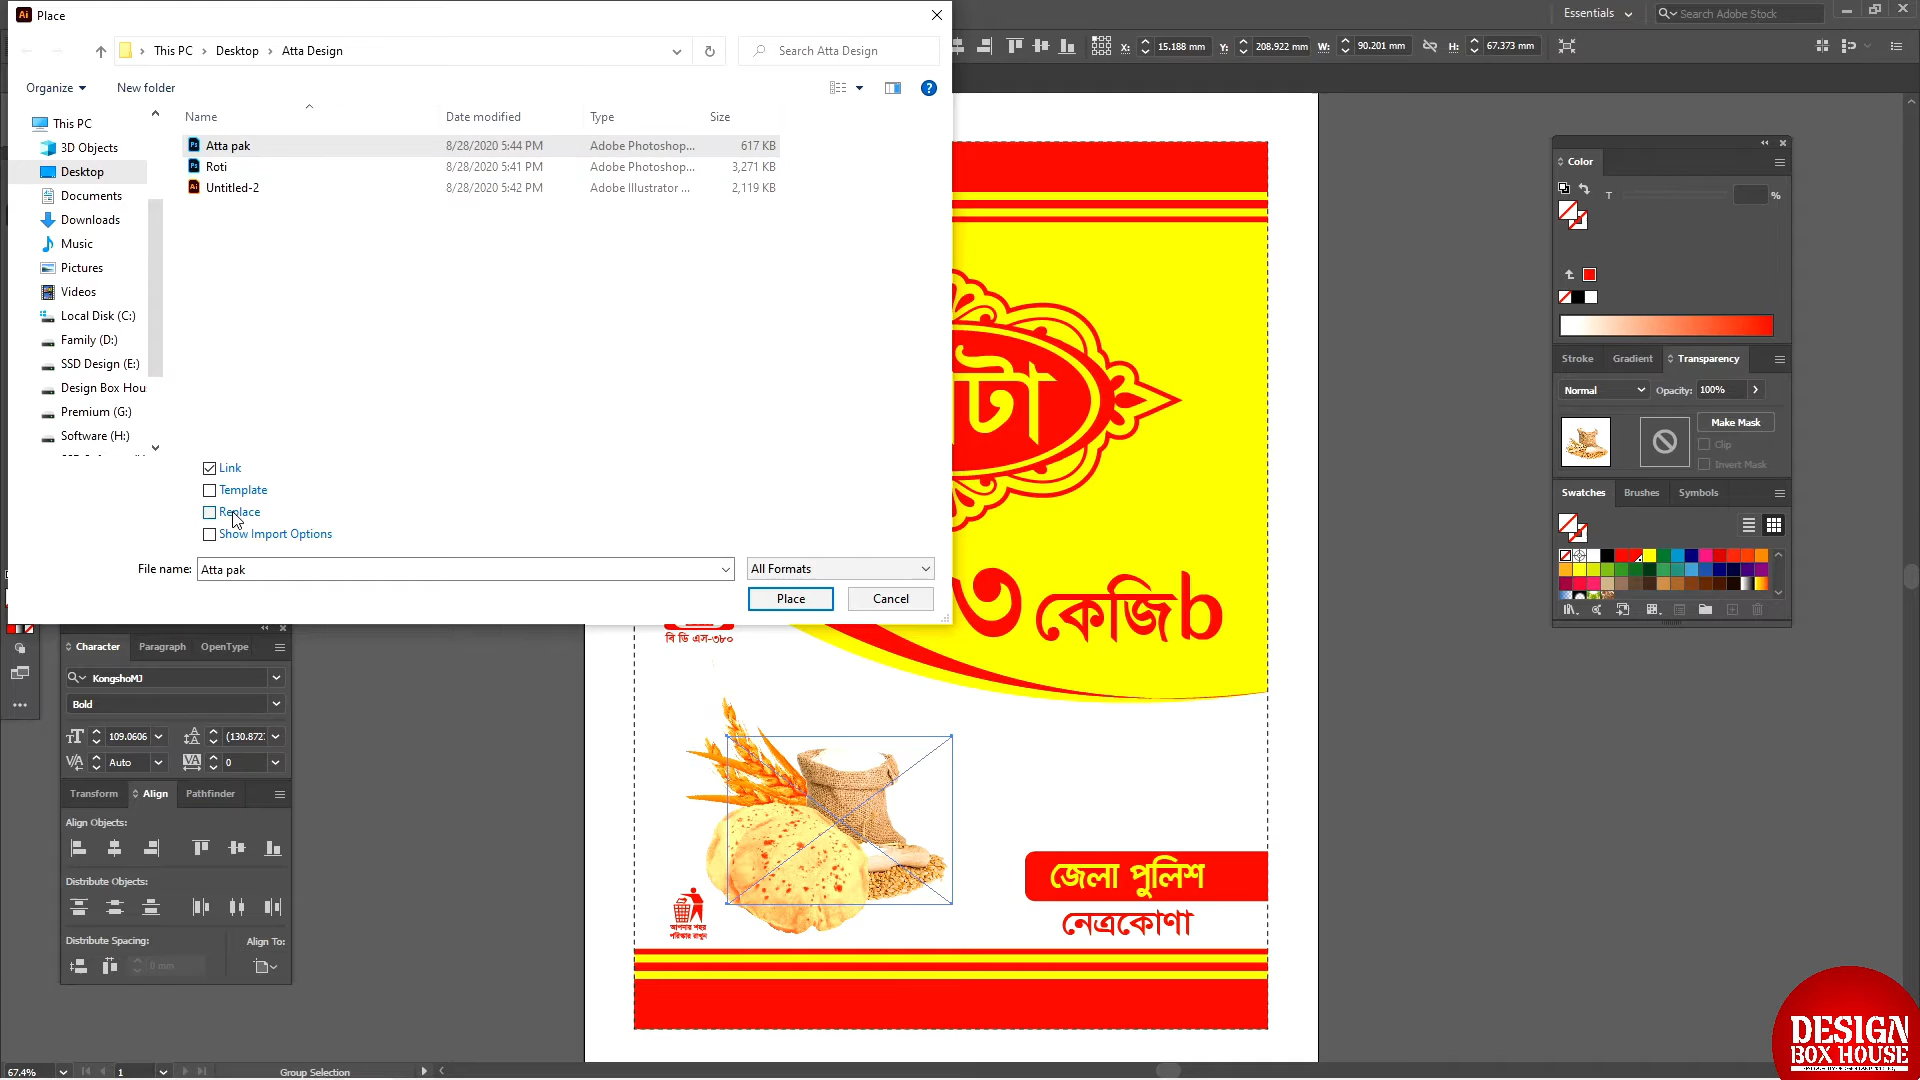 Place
This PC
Desktop
Atta Design
Search Atta Design
Organize
New folder
Name
Date modified
Type
Size
This PC
3D Objects
Desktop
Documents
Downloads
Music
Pictures
Videos
Local Disk (C:)
Family (D:)
SSD Design (E:)
Design Box Hou
Premium (G:)
Software (H:)
Atta pak 8/28/2020 5:44 PM Adobe Photoshop... 617 KB
Roti 8/28/2020 5:41 PM Adobe Photoshop... 3,271 KB
Untitled-2 8/28/2020 5:42 PM Adobe Illustrator ... 2,119 KB
Link
Template
Replace
Show Import Options
File name: Atta pak
All Formats
Place
Cancel
Essentials
Search Adobe Stock
X: 15.188 mm Y: 208.922 mm W: 90.201 mm H: 67.373 mm
Color
T %
Stroke Gradient Transparency
Normal Opacity: 100%
Make Mask
Clip
Invert Mask
Swatches Brushes Symbols
Character Paragraph OpenType
KongshoMJ
Bold
109.0606 (130.872
Auto 0
Transform Align Pathfinder
Align Objects:
Distribute Objects:
Distribute Spacing: Align To:
0 mm
টা
৩ কেজিb
বি ডি এস-৩৮০
জেলা পুলিশ
নেত্রকোণা
আপনার শহর
পরিষ্কার রাখুন
67.4% 1 Group Selection
DESIGN
BOX HOUSE